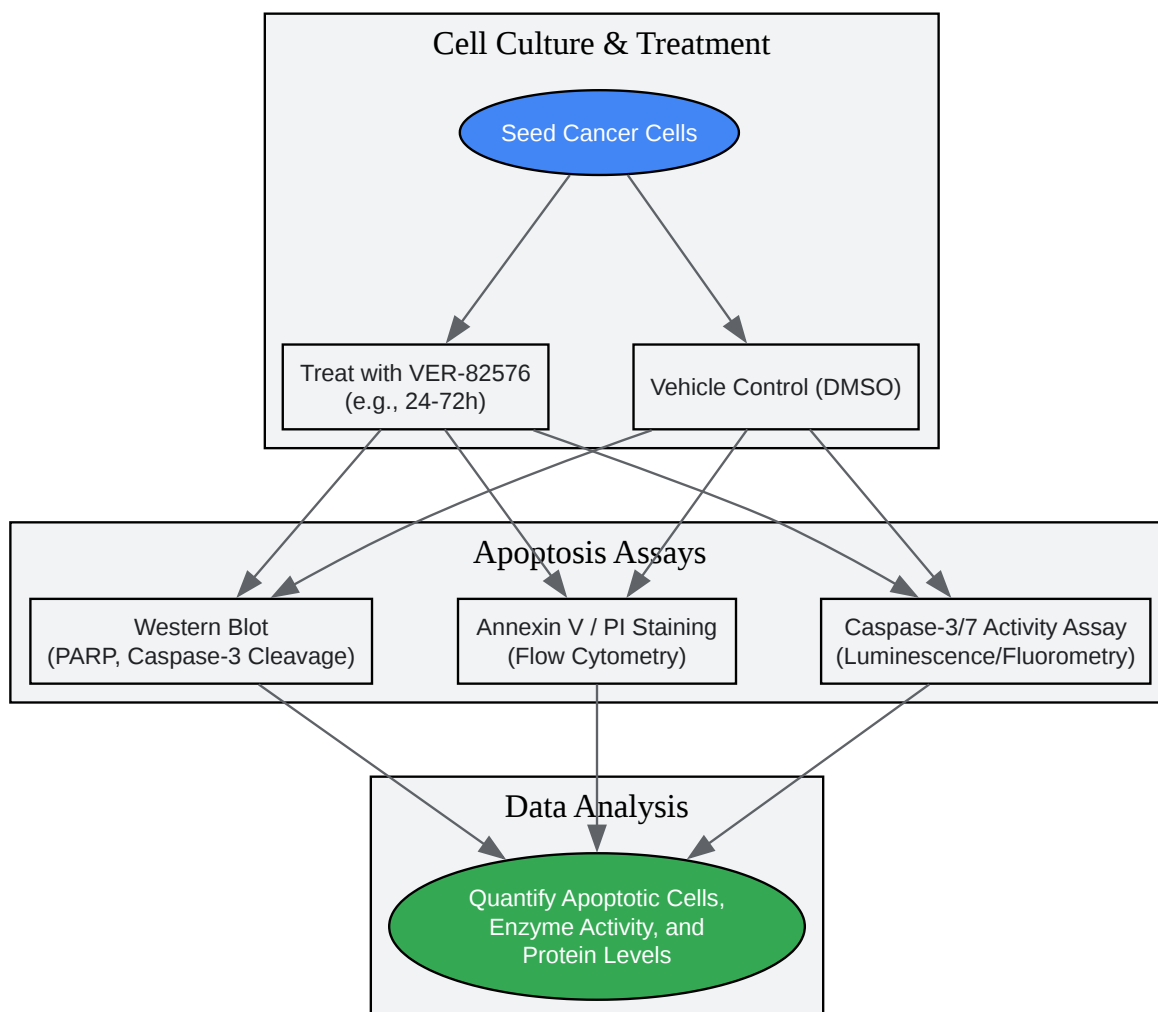 Cell Culture & Treatment
Seed Cancer Cells
Treat with VER-82576
(e.g., 24-72h)
Vehicle Control (DMSO)
Apoptosis Assays
Western Blot
(PARP, Caspase-3 Cleavage)
Annexin V / PI Staining
(Flow Cytometry)
Caspase-3/7 Activity Assay
(Luminescence/Fluorometry)
Data Analysis
Quantify Apoptotic Cells,
Enzyme Activity, and
Protein Levels